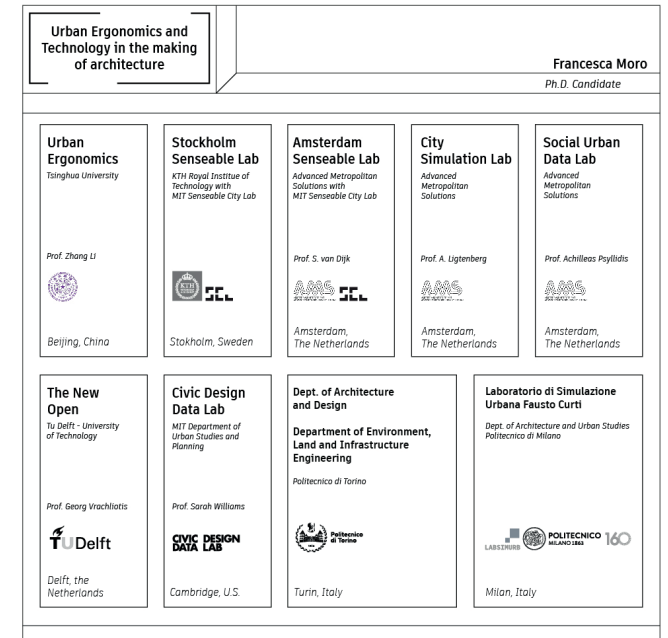 Urban Ergonomics and
Technology in the making
of architecture
Francesca Moro
Ph.D. Candidate
Urban
Ergonomics
Tsinghua University
Prof. Zhang Li
Beijing, China
Stockholm
Senseable Lab
KTH Royal Institue of
Technology with
MIT Senseable City Lab
KTH
SCL
Stokholm, Sweden
Amsterdam
Senseable Lab
Advanced Metropolitan
Solutions with
MIT Senseable City Lab
Prof. S. van Dijk
AMS
SCL
Amsterdam,
The Netherlands
City
Simulation Lab
Advanced
Metropolitan
Solutions
Prof. A. Ligtenberg
AMS
Amsterdam,
The Netherlands
Social Urban
Data Lab
Advanced
Metropolitan
Solutions
Prof. Achilleas Psyllidis
AMS
Amsterdam,
The Netherlands
The New
Open
Tu Delft - University
of Technology
Prof. Georg Vrachliotis
TUDelft
Delft, the
Netherlands
Civic Design
Data Lab
MIT Department of
Urban Studies and
Planning
Prof. Sarah Williams
CIVIC DESIGN
DATA LAB
Cambridge, U.S.
Dept. of Architecture
and Design
Department of Environment,
Land and Infrastructure
Engineering
Politecnico di Torino
Politecnico
di Torino
Turin, Italy
Laboratorio di Simulazione
Urbana Fausto Curti
Dept. of Architecture and Urban Studies
Politecnico di Milano
LABSIMURB
POLITECNICO
MILANO 1863
160
Milan, Italy